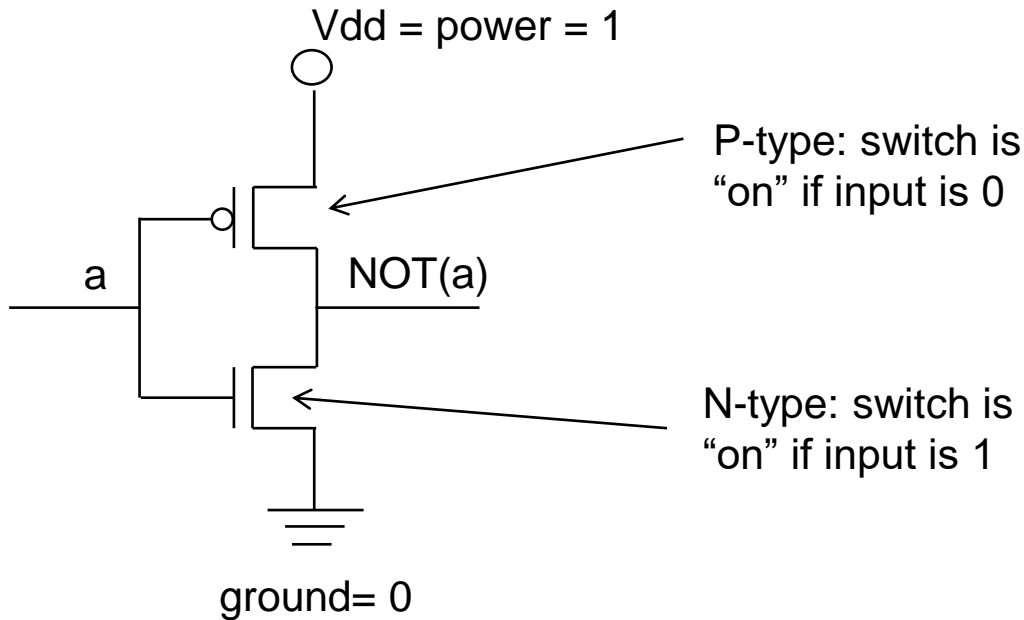 Vdd = power = 1
P-type: switch is
“on” if input is 0
a
NOT(a)
N-type: switch is
“on” if input is 1
ground= 0